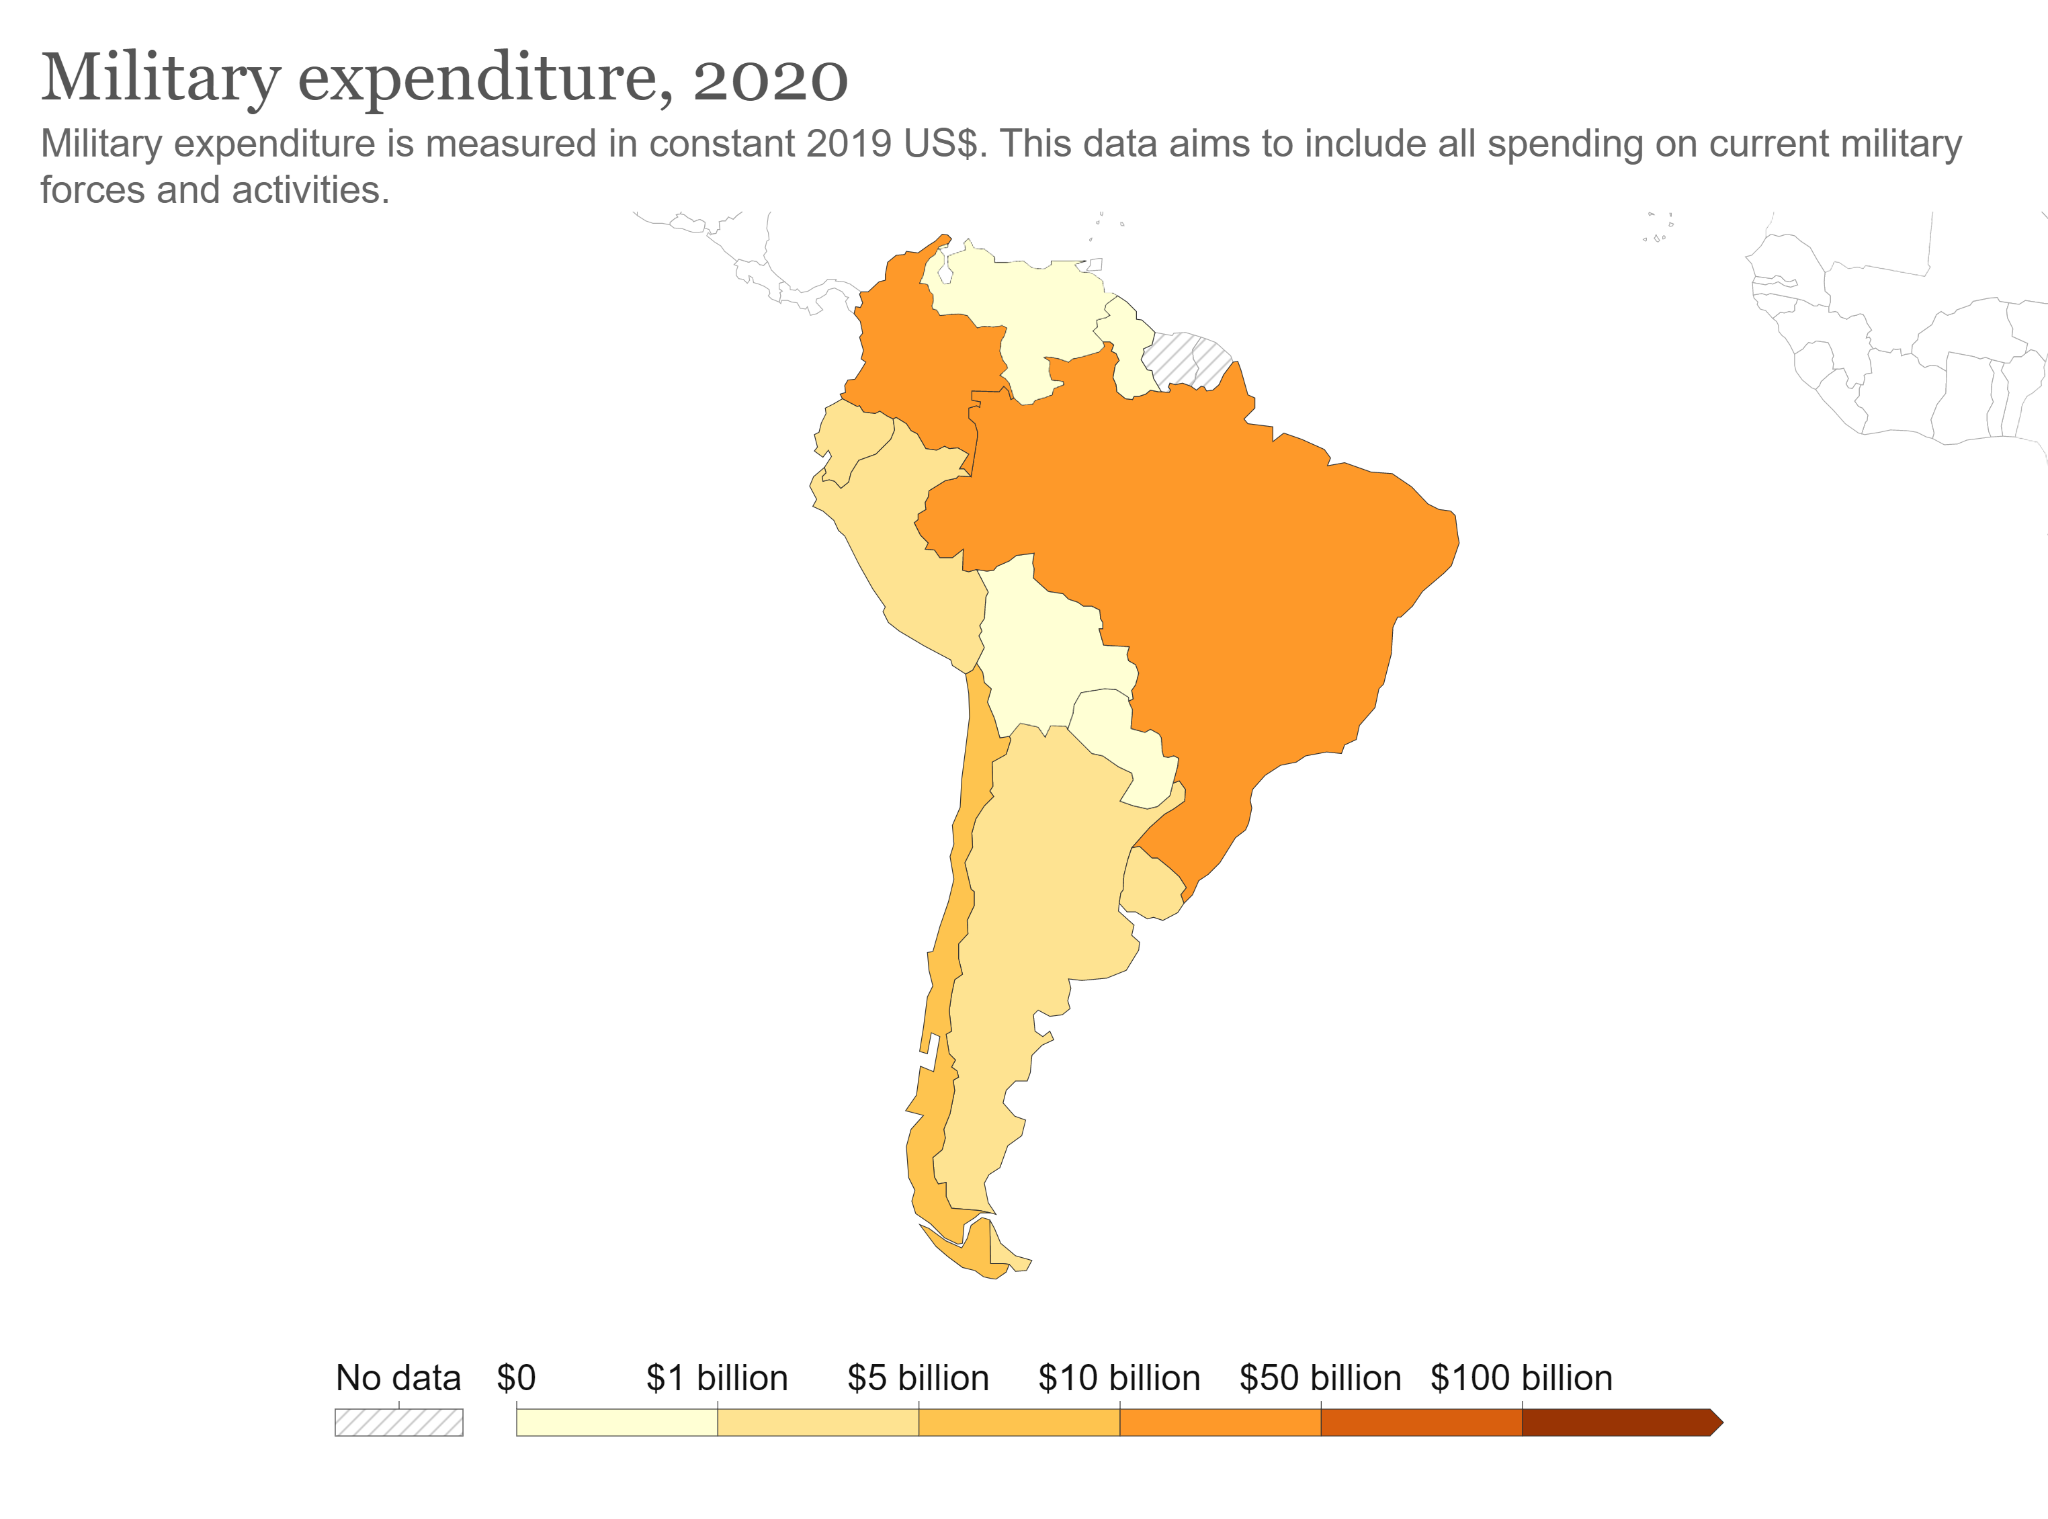 Military expenditure, 2020
Military expenditure is measured in constant 2019 US$. This data aims to include all spending on current military
forces and activities.
No data $0 $1 billion $5 billion $10 billion $50 billion $100 billion